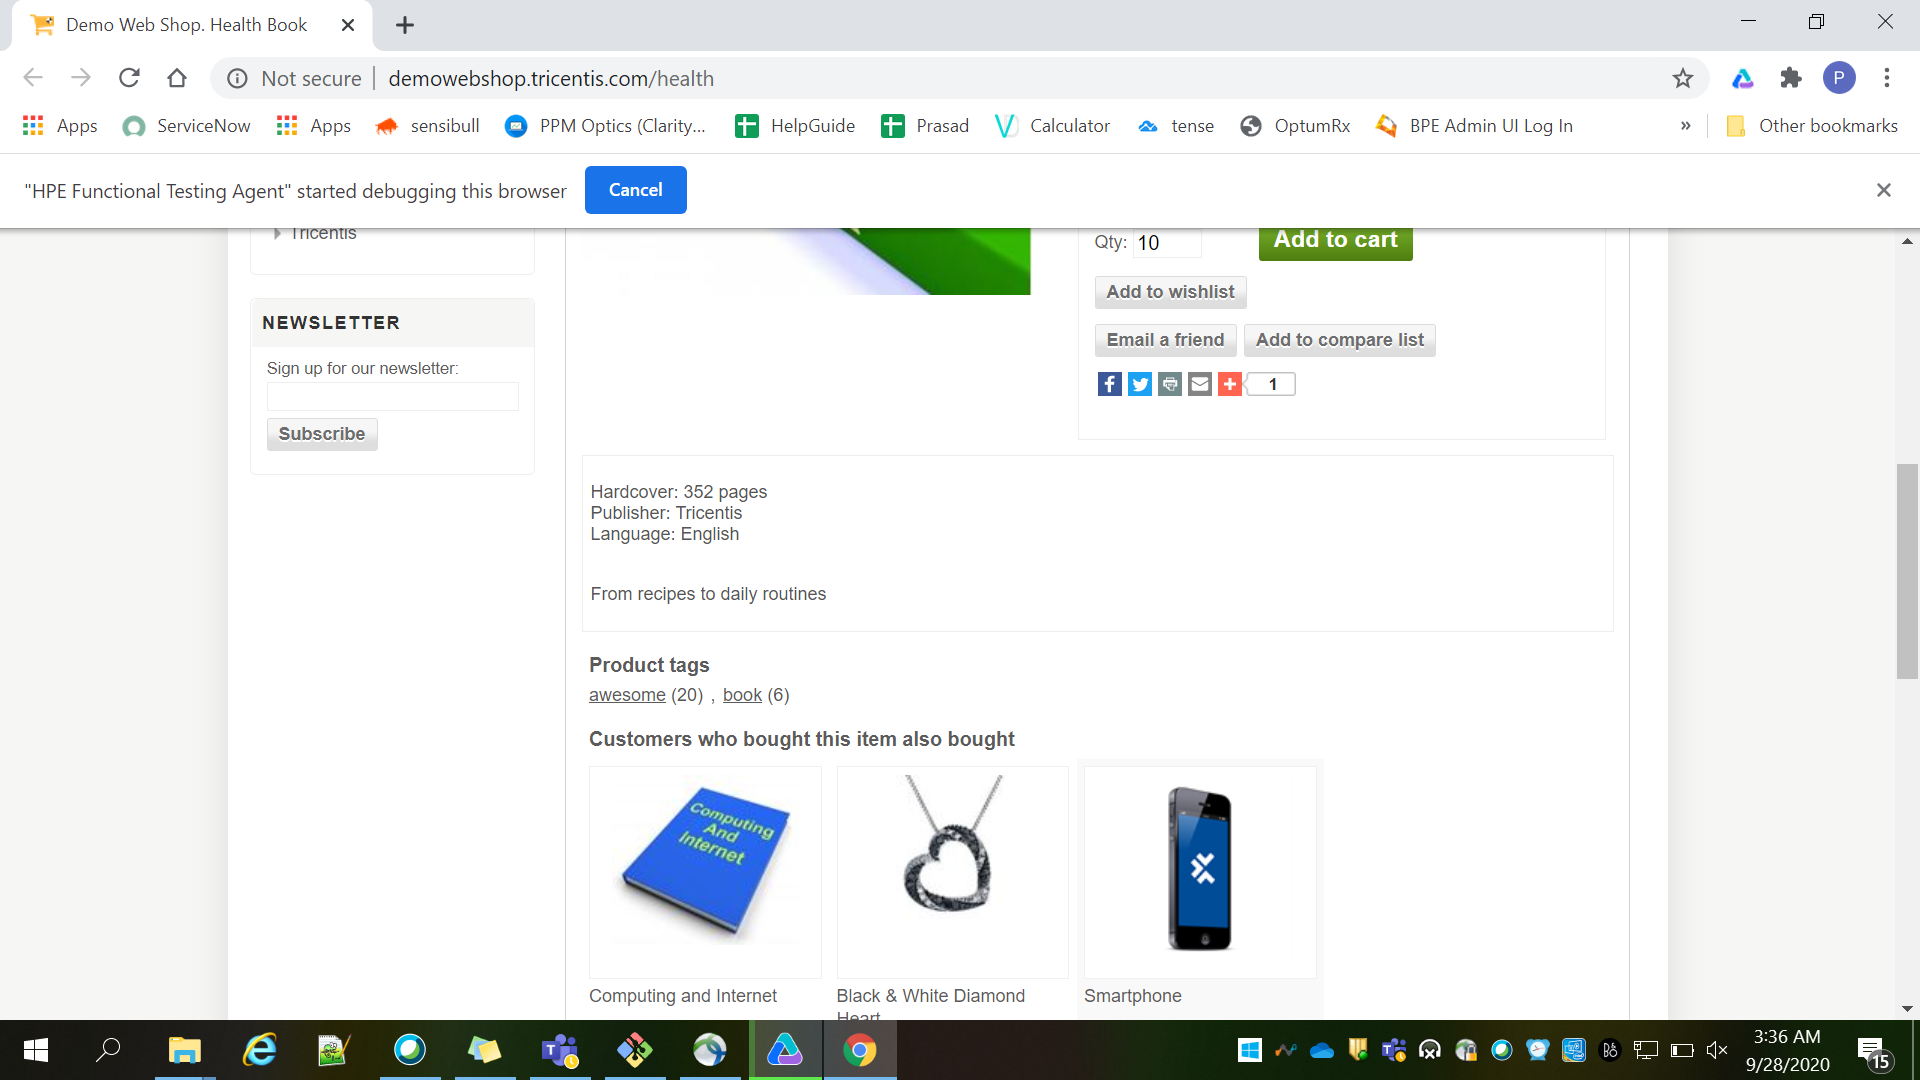 Demo Web Shop. Health Book
Not secure
demowebshop.tricentis.com/health
P
Apps
ServiceNow
Apps
sensibull
PPM Optics (Clarity...
HelpGuide
Prasad
Calculator
tense
OptumRx
BPE Admin UI Log In
»
Other bookmarks
"HPE Functional Testing Agent" started debugging this browser
Cancel
Tricentis
NEWSLETTER
Sign up for our newsletter:
Subscribe
Qty: 10
Add to cart
Add to wishlist
Email a friend
Add to compare list
1
Hardcover: 352 pages
Publisher: Tricentis
Language: English
From recipes to daily routines
Product tags
awesome (20) , book (6)
Customers who bought this item also bought
Computing
And
Internet
Computing and Internet
Black & White Diamond
Heart
Smartphone
3:36 AM
9/28/2020
15